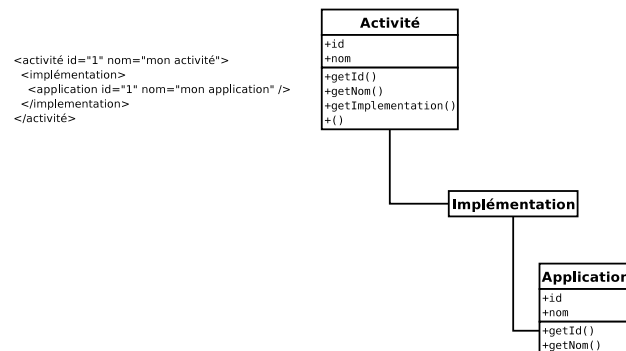 <activité id="1" nom="mon activité">
<implémentation>
<application id="1" nom="mon application" />
</implementation>
</activité>
Activité
+id
+nom
+getId()
+getNom()
+getImplementation()
+()
Implémentation
Application
+id
+nom
+getId()
+getNom()